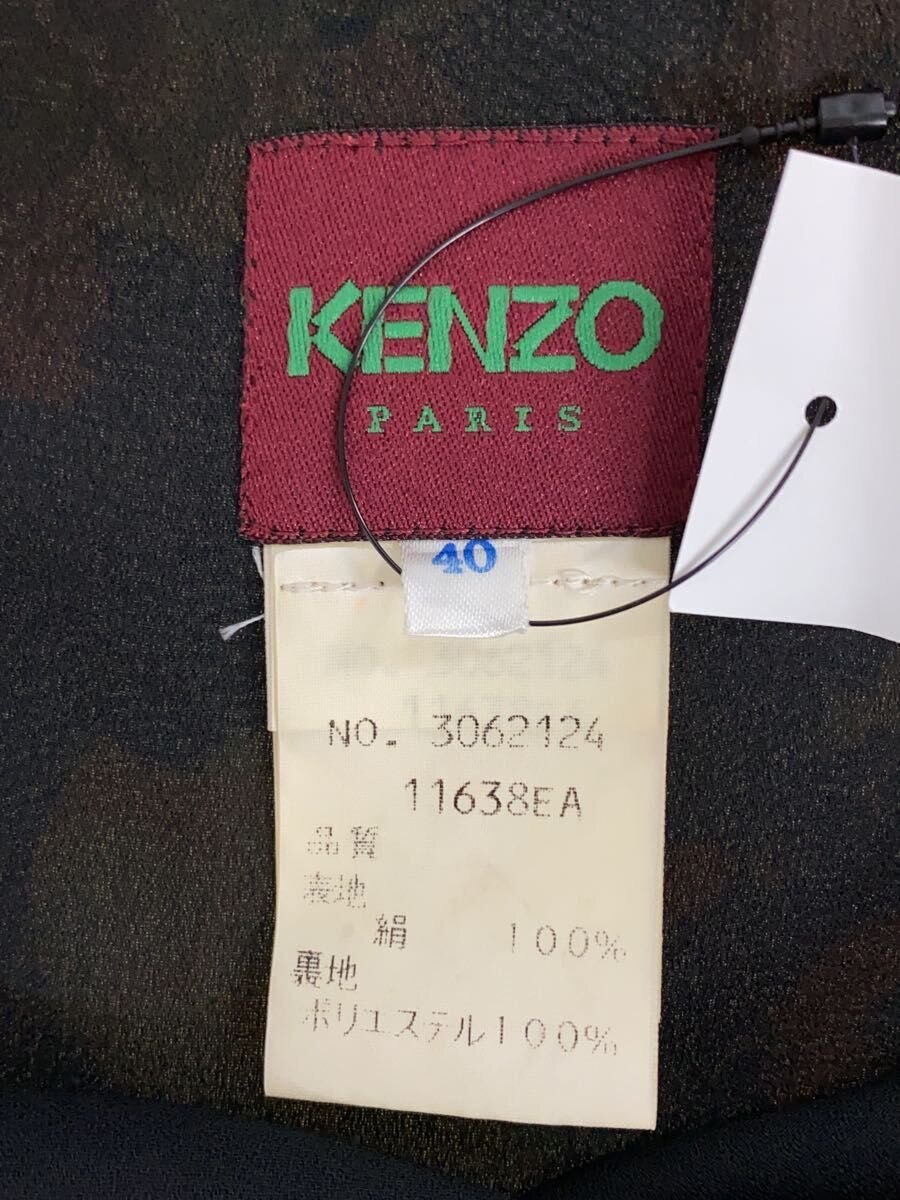 KENZO
PARIS
40
NO. 3062124
11638EA
品質
表地
絹 100%
裏地
ポリエステル100%